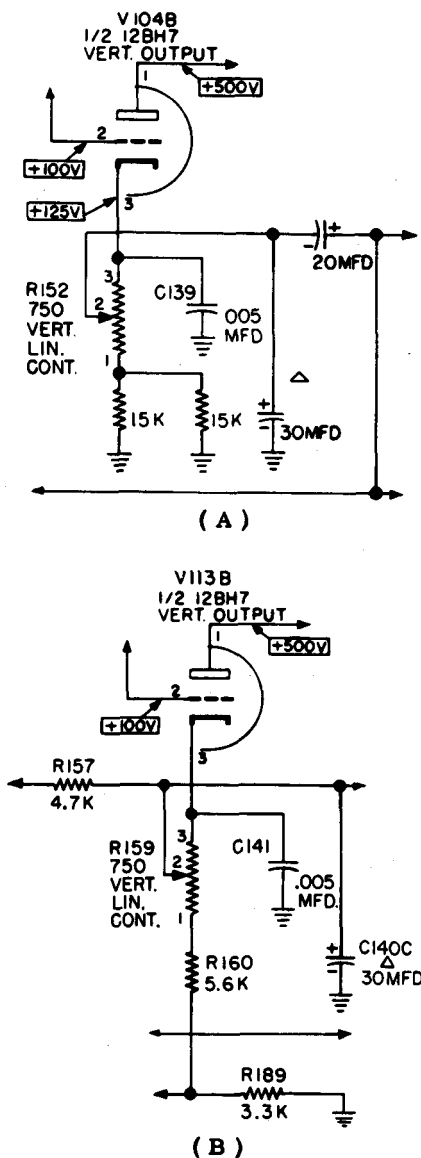 V104B
1/2 12BH7
VERT. OUTPUT
1
+500V
2
+100V
+125V
3
20MFD
R152
750
VERT.
LIN.
CONT.
3
2
1
C139
.005
MFD
15K
15K
30MFD
(A)
V113B
1/2 12BH7
VERT. OUTPUT
1
+500V
2
+100V
3
R157
4.7K
R159
750
VERT.
LIN.
CONT.
3
2
1
C141
.005
MFD.
C140C
30MFD
R160
5.6K
R189
3.3K
(B)